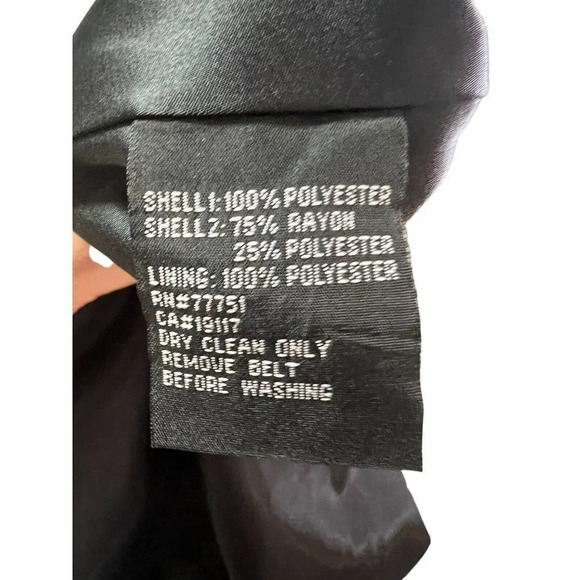 SHELL1: 100% POLYESTER
SHELL2: 75% RAYON
25% POLYESTER
LINING: 100% POLYESTER
RN#77751
CA#19117
DRY CLEAN ONLY
REMOVE BELT
BEFORE WASHING